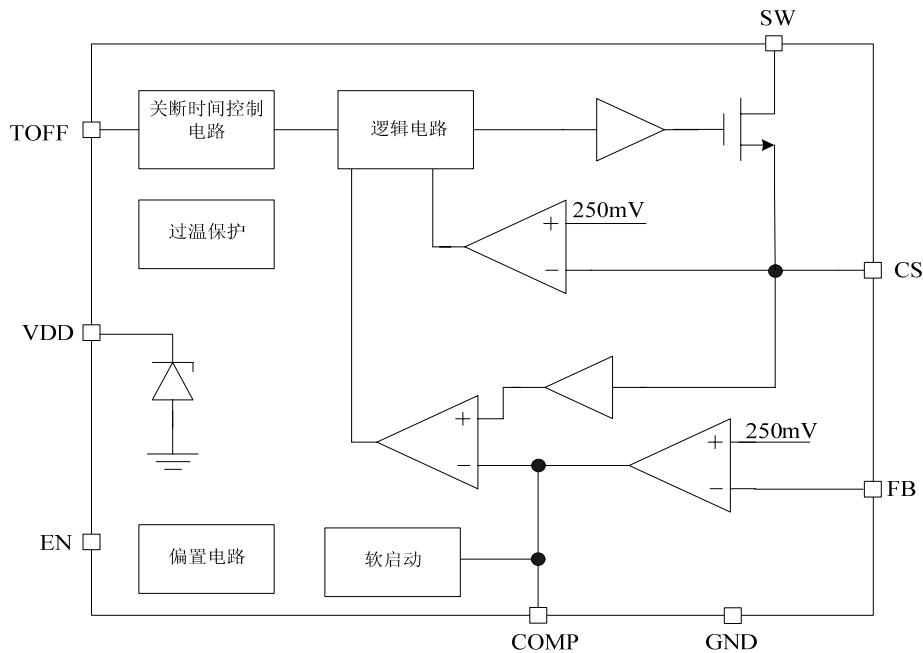 SW
关断时间控制
电路
逻辑电路
TOFF
过温保护
250mV
+
−
CS
VDD
+
−
250mV
+
−
FB
EN
偏置电路
软启动
COMP
GND